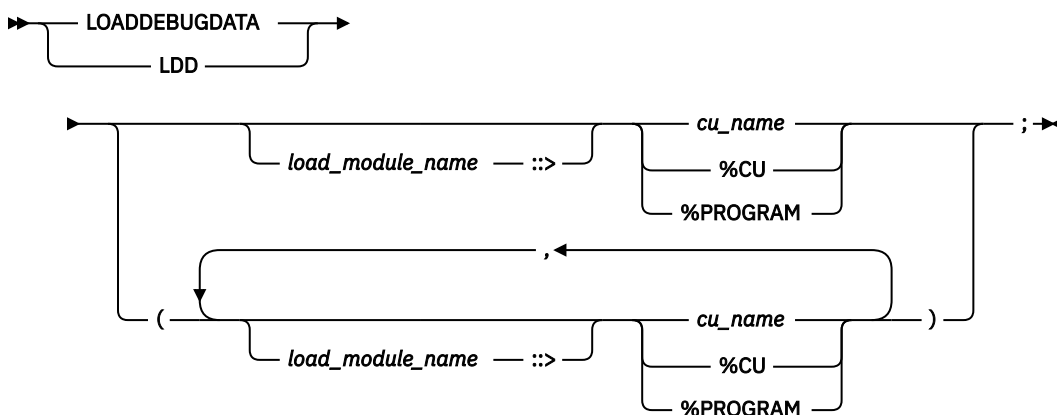 LOADDEBUGDATA
LDD
cu_name ;
load_module_name ::> %CU
%PROGRAM
,
( cu_name )
load_module_name ::> %CU
%PROGRAM